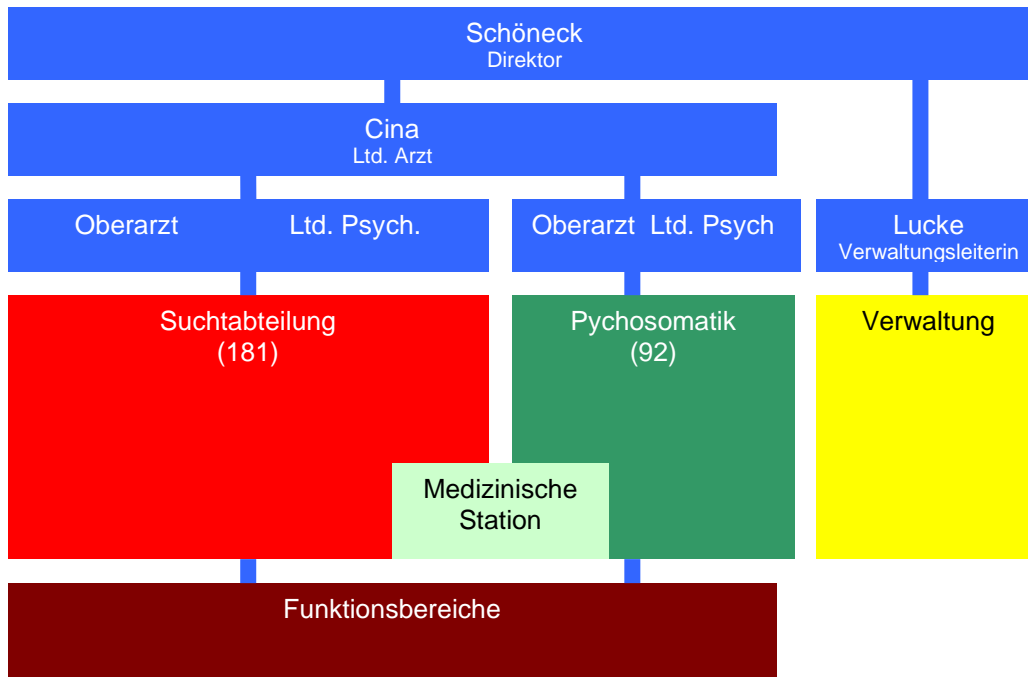 Schöneck
Direktor
Cina
Ltd. Arzt
Oberarzt Ltd. Psych.
Oberarzt Ltd. Psych
Lucke
Verwaltungsleiterin
Suchtabteilung
(181)
Pychosomatik
(92)
Verwaltung
Medizinische
Station
Funktionsbereiche